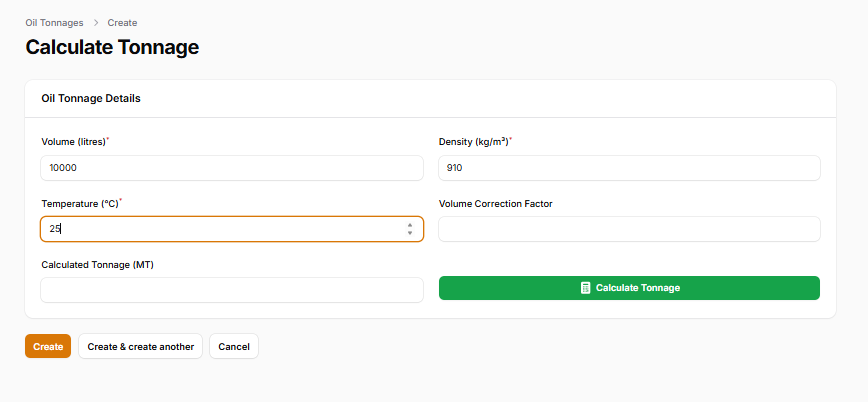 Oil Tonnages > Create
Calculate Tonnage
Oil Tonnage Details
Volume (litres)* Density (kg/m³)*
10000 910
Temperature (°C)* Volume Correction Factor
25
Calculated Tonnage (MT)
Calculate Tonnage
Create Create & create another Cancel